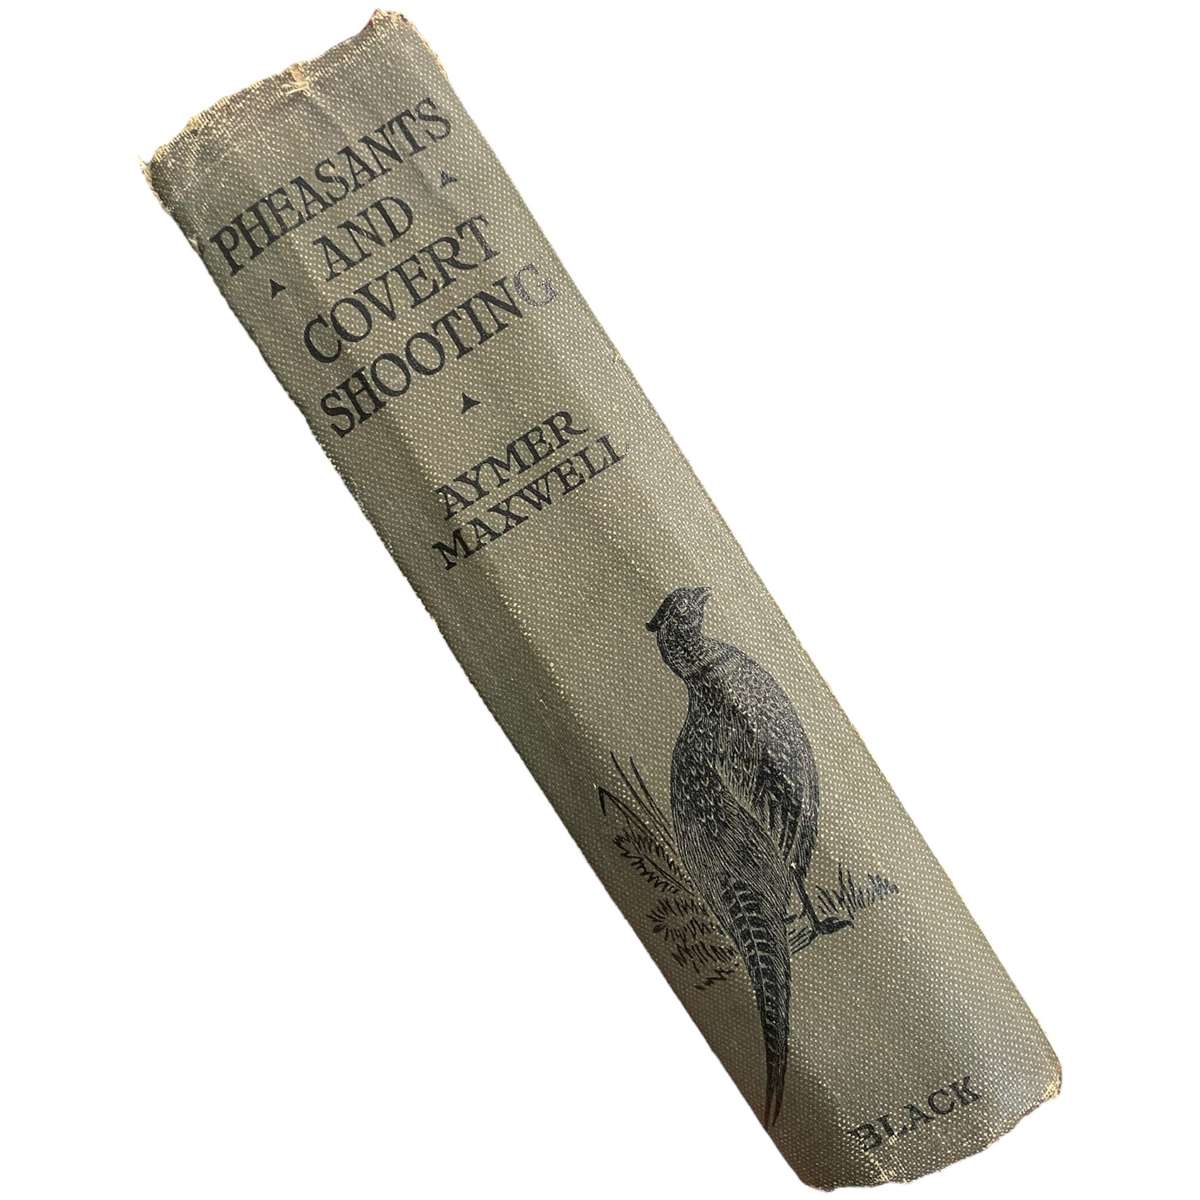 PHEASANTS
AND
COVERT
SHOOTING
AYMER
MAXWELL
BLACK